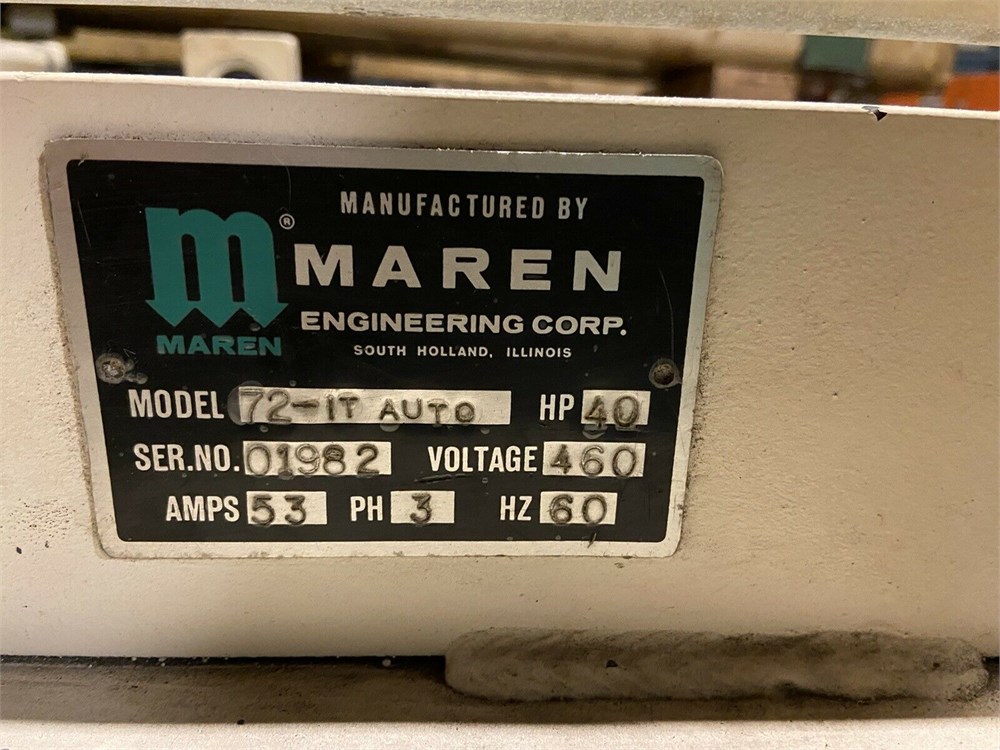 MANUFACTURED BY
m®
MAREN
MAREN
ENGINEERING CORP.
SOUTH HOLLAND, ILLINOIS
MODEL 72-1T AUTO HP 40
SER.NO. 01982 VOLTAGE 460
AMPS 53 PH 3 HZ 60